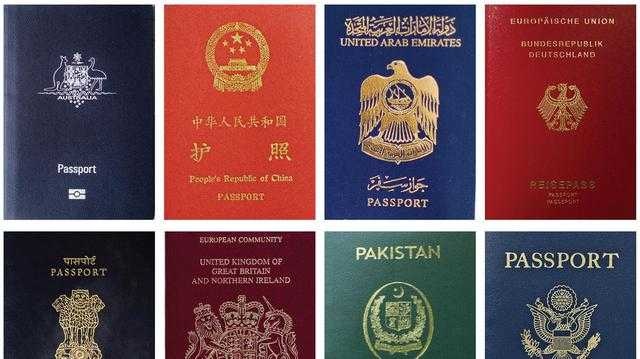 AUSTRALIA
Passport
中华人民共和国
护 照
People's Republic of China
PASSPORT
دولة الإمارات العربية المتحدة
UNITED ARAB EMIRATES
جواز سفر
PASSPORT
EUROPÄISCHE UNION
BUNDESREPUBLIK
DEUTSCHLAND
REISEPASS
PASSPORT
PASSEPORT
पासपोर्ट
PASSPORT
EUROPEAN COMMUNITY
UNITED KINGDOM OF
GREAT BRITAIN
AND NORTHERN IRELAND
PAKISTAN
PASSPORT